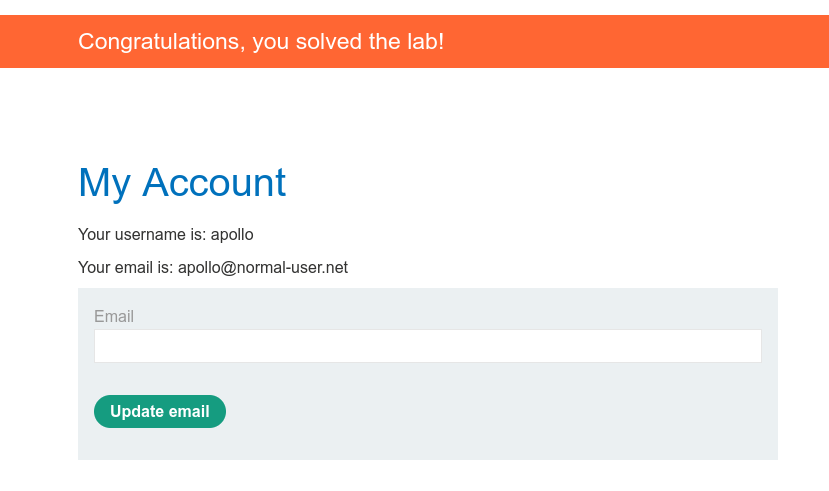 Congratulations, you solved the lab!
My Account
Your username is: apollo
Your email is: apollo@normal-user.net
Email
Update email